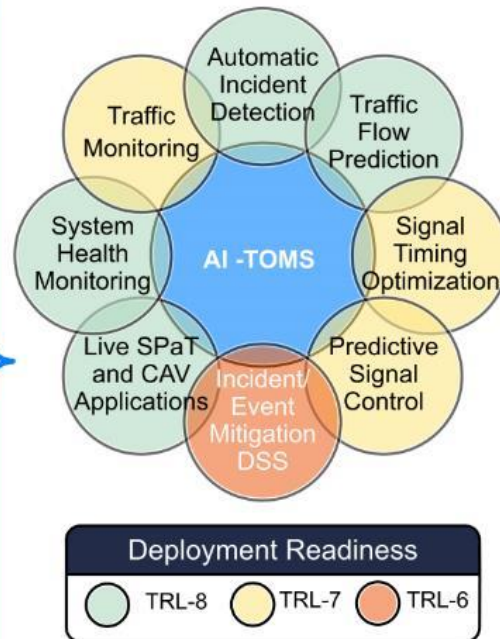 Automatic
Incident
Detection
Traffic
Flow
Prediction
Signal
Timing
Optimization
Predictive
Signal
Control
Incident/
Event
Mitigation
DSS
Live SPaT
and CAV
Applications
System
Health
Monitoring
Traffic
Monitoring
AI -TOMS
Deployment Readiness
TRL-8
TRL-7
TRL-6